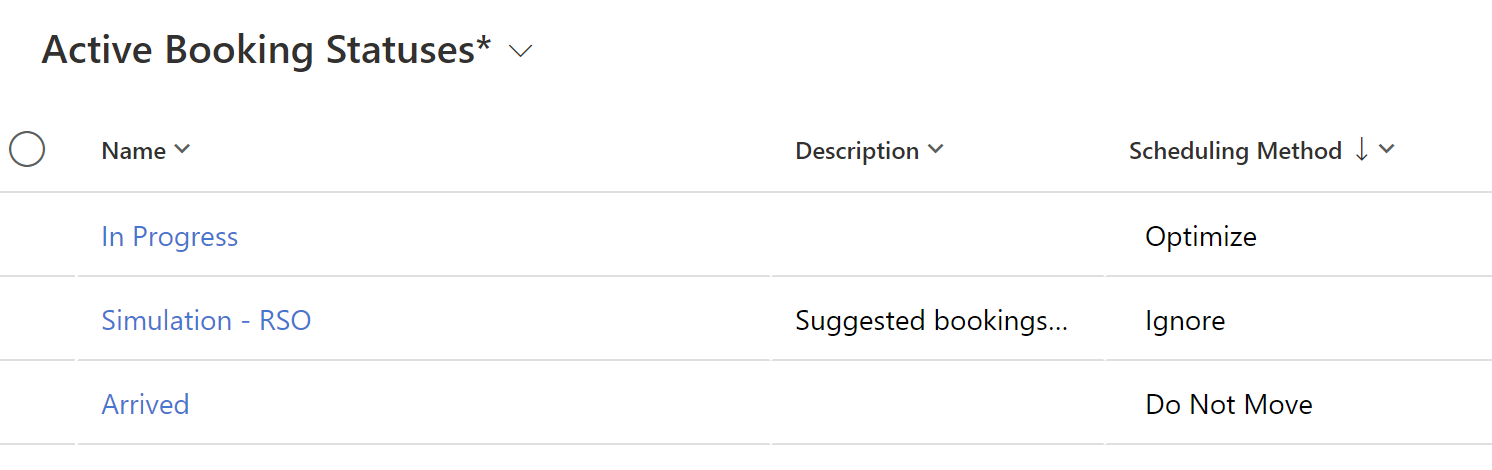 Active Booking Statuses*
Name Description Scheduling Method
In Progress Optimize
Simulation - RSO Suggested bookings... Ignore
Arrived Do Not Move